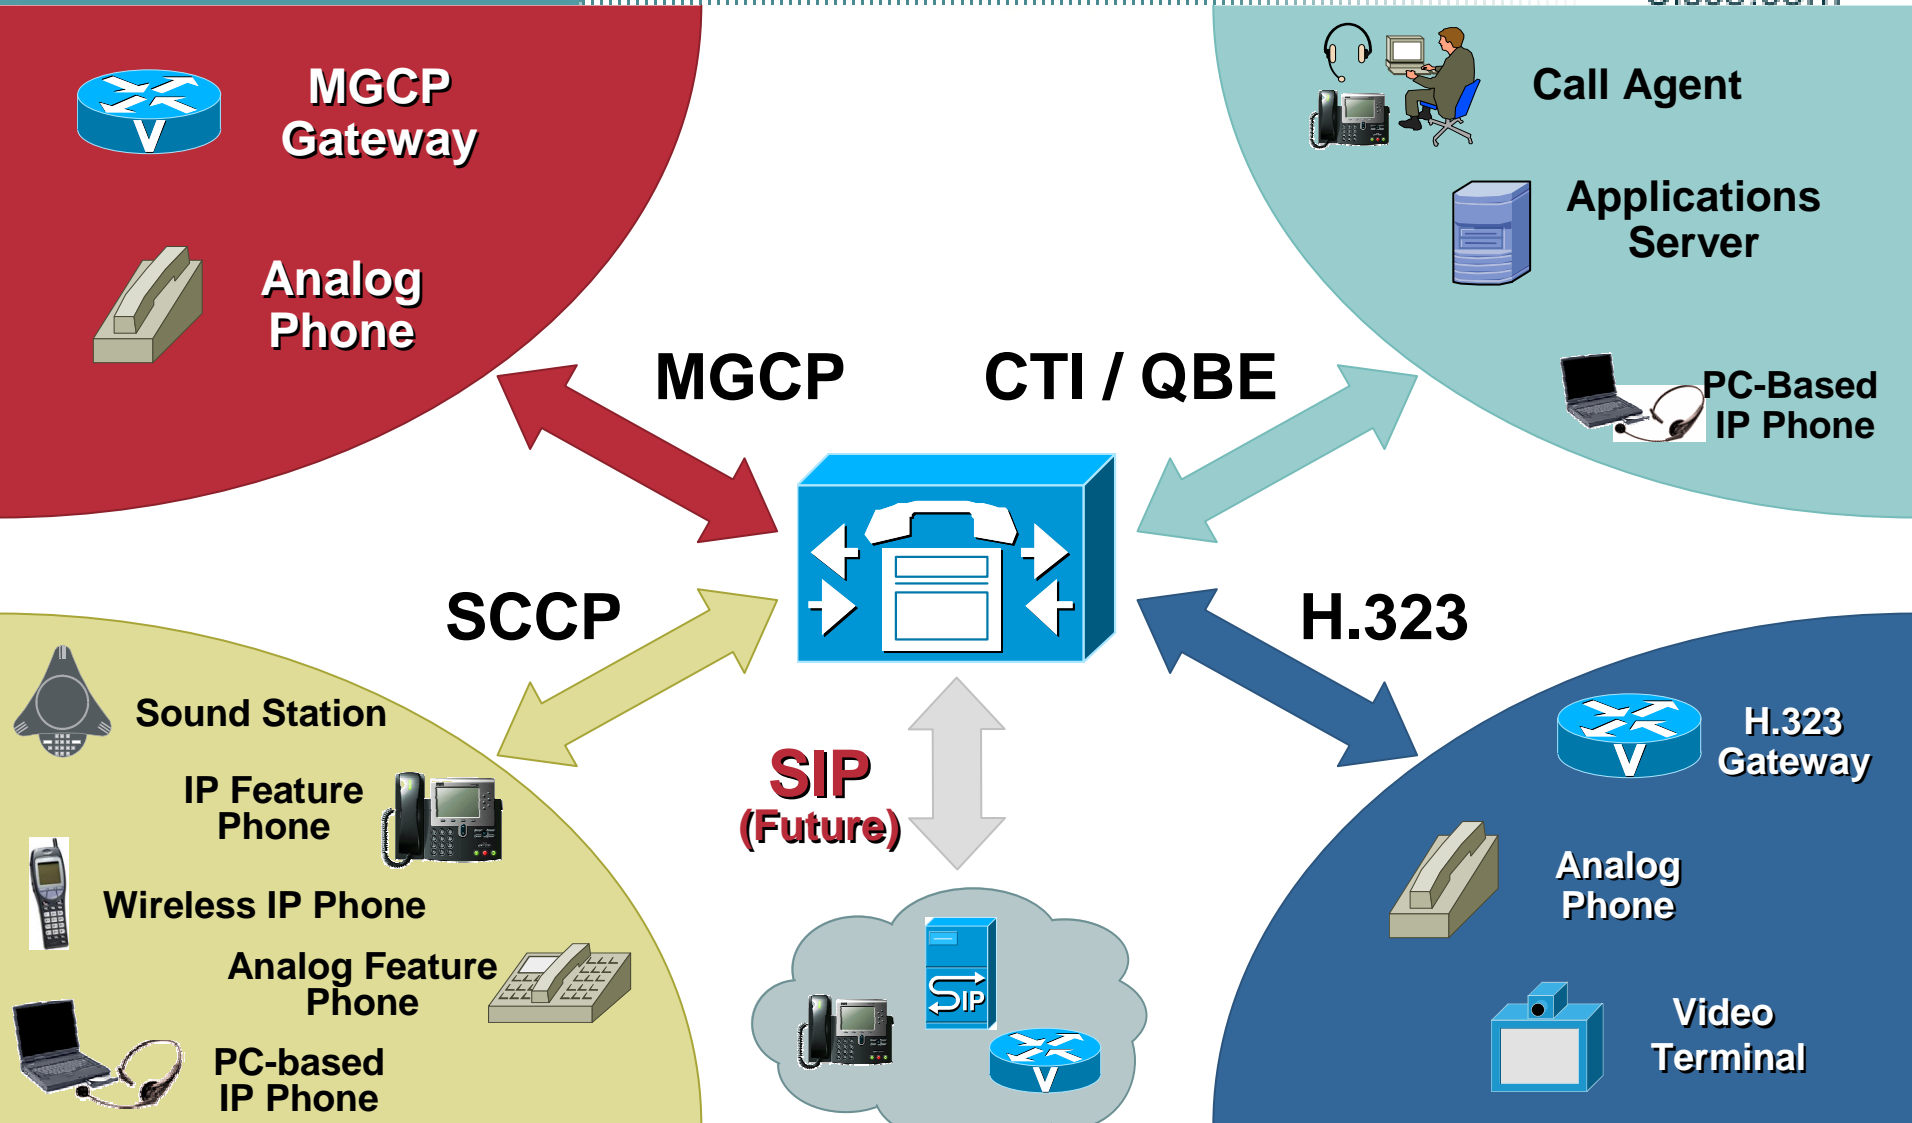 MGCP
Gateway
V
Analog
Phone
Call Agent
Applications
Server
PC-Based
IP Phone
MGCP
CTI / QBE
SCCP
H.323
Sound Station
IP Feature
Phone
Wireless IP Phone
Analog Feature
Phone
PC-based
IP Phone
SIP
(Future)
SIP
V
H.323
Gateway
V
Analog
Phone
Video
Terminal